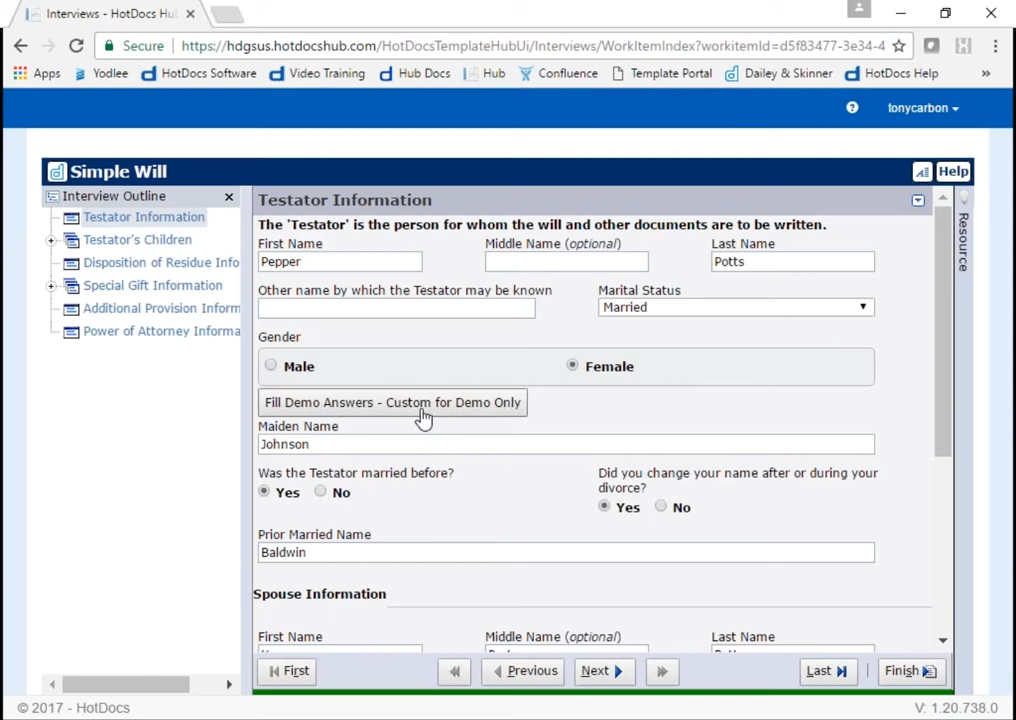 Interviews - HotDocs Hu
Secure https://hdgsus.hotdocshub.com/HotDocsTemplateHubUi/Interviews/WorkItemIndex?workitemId=d5f83477-3e34-4
Apps Yodlee HotDocs Software Video Training Hub Docs Hub Confluence Template Portal Dailey & Skinner HotDocs Help »
tonycarbon
Simple Will Help
Interview Outline
Testator Information
Testator's Children
Disposition of Residue Info
Special Gift Information
Additional Provision Inform
Power of Attorney Informa
Testator Information
The 'Testator' is the person for whom the will and other documents are to be written.
First Name Middle Name (optional) Last Name
Pepper Potts
Other name by which the Testator may be known Marital Status
Married
Gender
Male Female
Fill Demo Answers - Custom for Demo Only
Maiden Name
Johnson
Was the Testator married before? Did you change your name after or during your
divorce?
Yes No Yes No
Prior Married Name
Baldwin
Spouse Information
First Name Middle Name (optional) Last Name
Resource
First Previous Next Last Finish
© 2017 - HotDocs V: 1.20.738.0